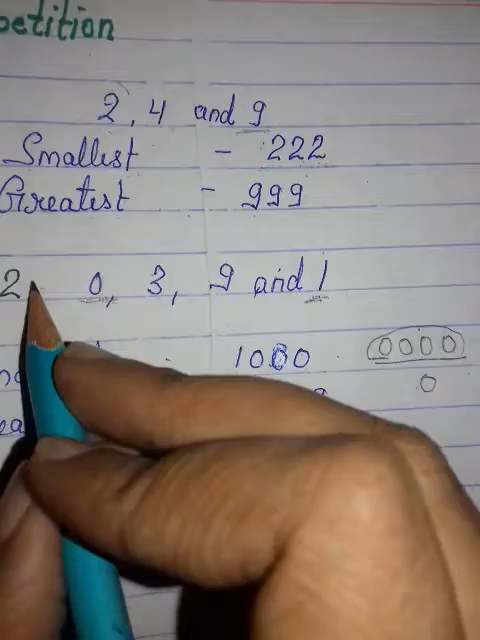 petition
2, 4 and 9
Smallest - 222
Greatest - 999
2 0, 3, 9 and 1
1000 0000
0